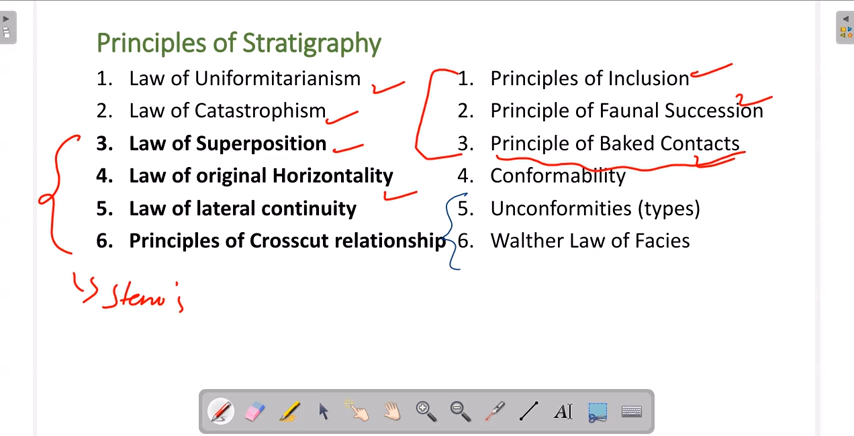 Principles of Stratigraphy
1. Law of Uniformitarianism
2. Law of Catastrophism
3. Law of Superposition
4. Law of original Horizontality
5. Law of lateral continuity
6. Principles of Crosscut relationship
1. Principles of Inclusion
2. Principle of Faunal Succession
3. Principle of Baked Contacts
4. Conformability
5. Unconformities (types)
6. Walther Law of Facies
Steno's
AI